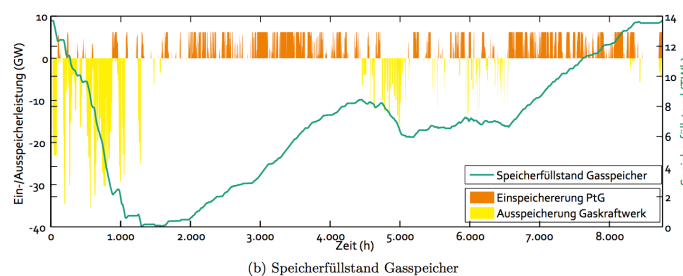 10
0
-10
-20
-30
-40
Ein-/Ausspeicherleistung (GW)
14
12
10
8
6
4
2
0
Speicherfüllstand Gasspeicher
Einspeichererung PtG
Ausspeicherung Gaskraftwerk
0 1.000 2.000 3.000 4.000 5.000 6.000 7.000 8.000
Zeit (h)
(b) Speicherfüllstand Gasspeicher